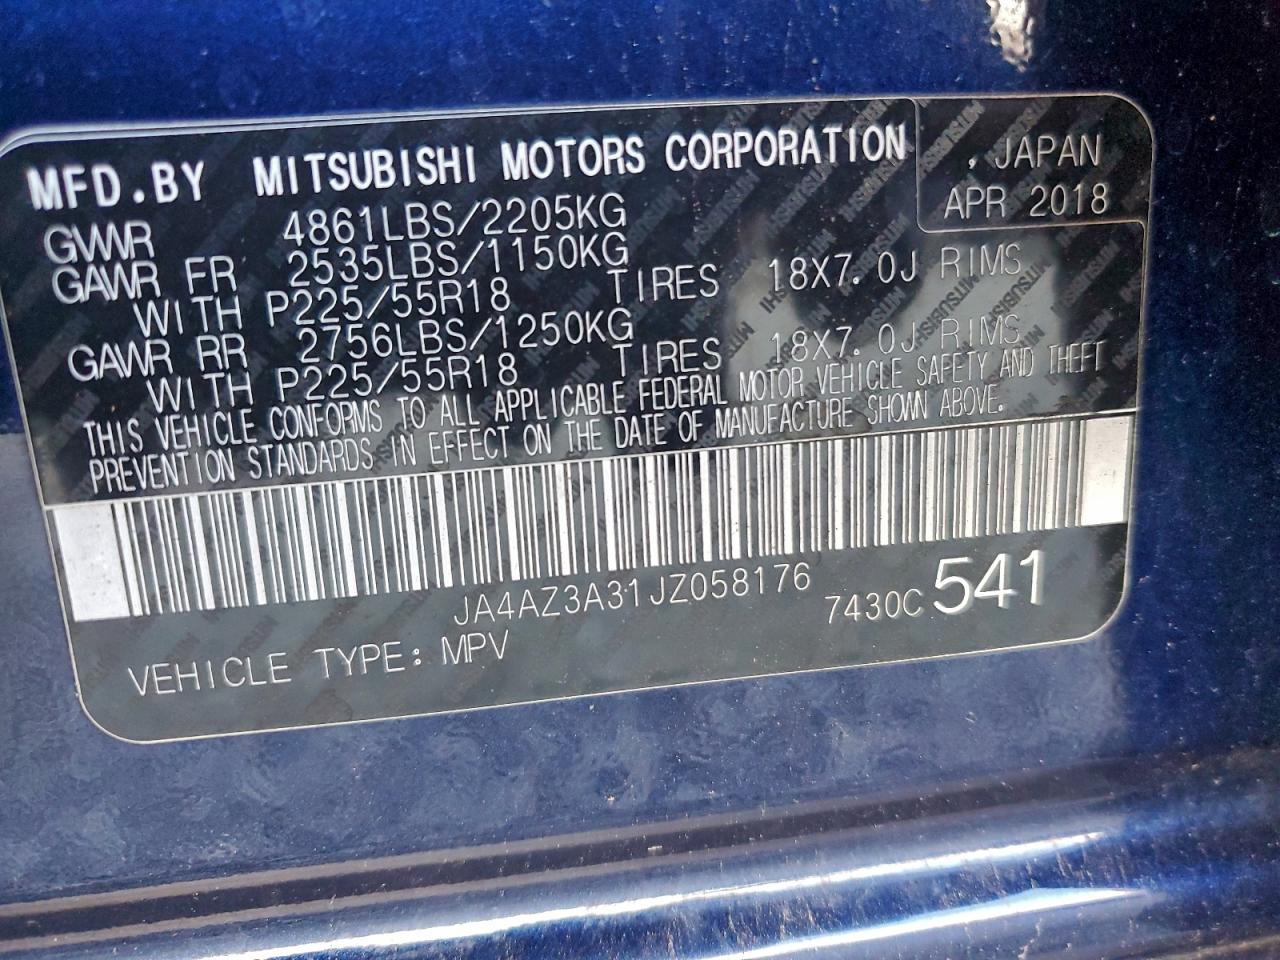 MFD.BY MITSUBISHI MOTORS CORPORATION
, JAPAN
APR 2018
GVWR 4861LBS/2205KG
GAWR FR 2535LBS/1150KG
WITH P225/55R18 TIRES 18X7.0J RIMS
GAWR RR 2756LBS/1250KG
WITH P225/55R18 TIRES 18X7.0J RIMS
THIS VEHICLE CONFORMS TO ALL APPLICABLE FEDERAL MOTOR VEHICLE SAFETY AND THEFT
PREVENTION STANDARDS IN EFFECT ON THE DATE OF MANUFACTURE SHOWN ABOVE.
JA4AZ3A31JZ058176
7430C 541
VEHICLE TYPE: MPV